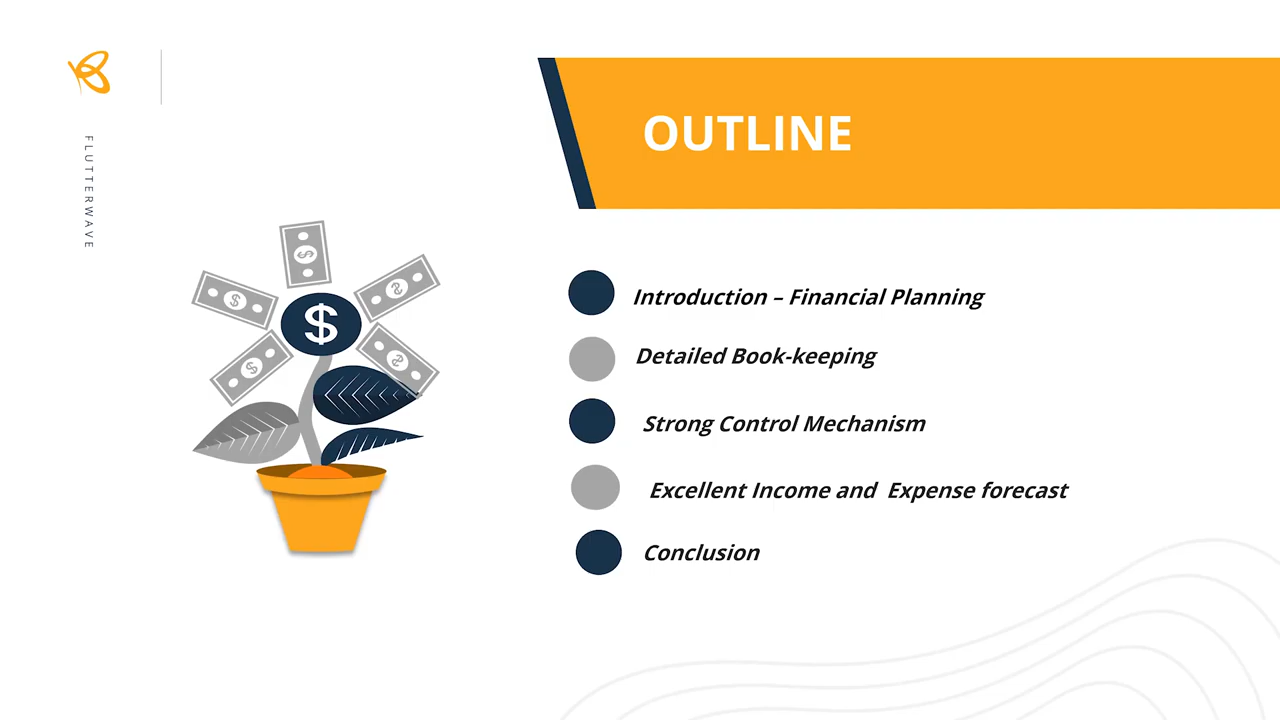 FLUTTERWAVE
OUTLINE
$
Introduction – Financial Planning
Detailed Book-keeping
Strong Control Mechanism
Excellent Income and  Expense forecast
Conclusion